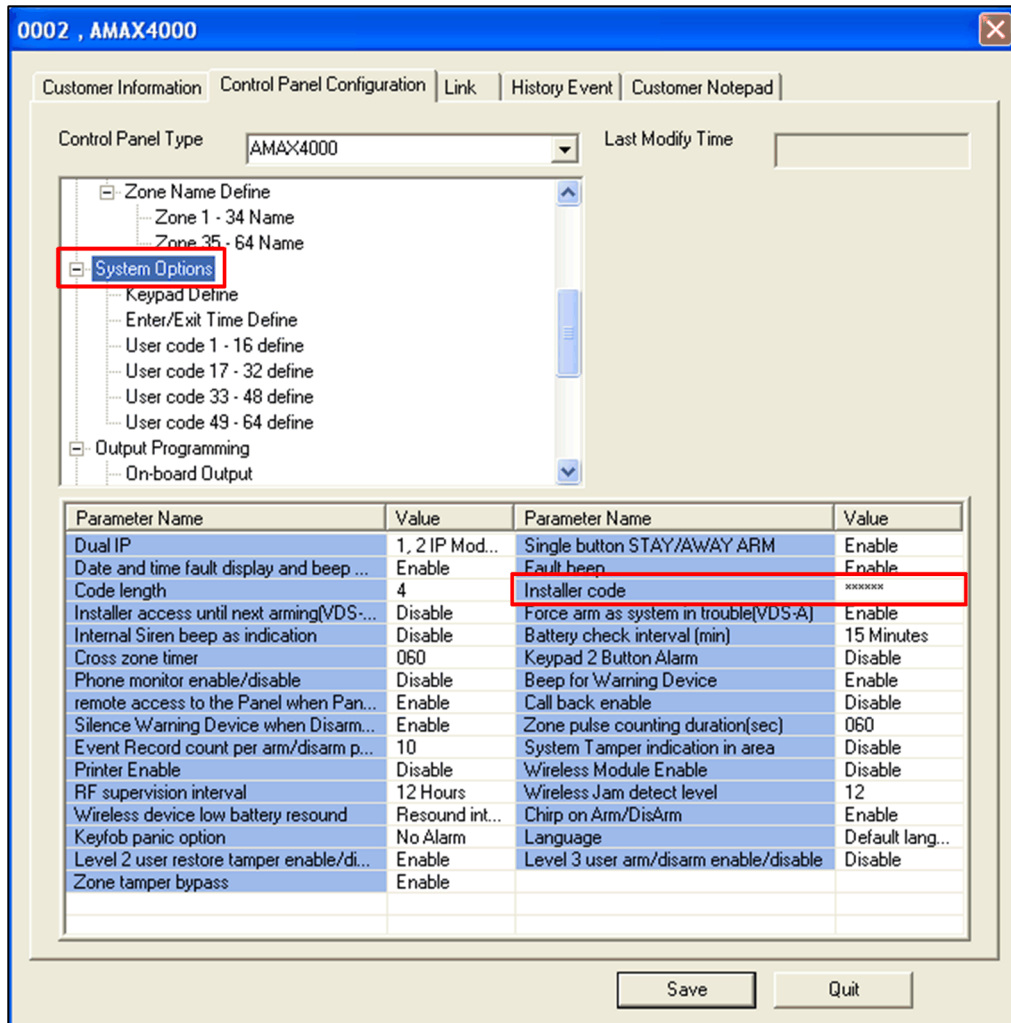 0002 , AMAX4000
Customer Information Control Panel Configuration Link History Event Customer Notepad
Control Panel Type AMAX4000 Last Modify Time
Zone Name Define
Zone 1 - 34 Name
Zone 35 - 64 Name
System Options
Keypad Define
Enter/Exit Time Define
User code 1 - 16 define
User code 17 - 32 define
User code 33 - 48 define
User code 49 - 64 define
Output Programming
On-board Output
Parameter Name Value Parameter Name Value
Dual IP 1, 2 IP Mod... Single button STAY/AWAY ARM Enable
Date and time fault display and beep ... Enable Fault beep Enable
Code length 4 Installer code ******
Installer access until next arming(VDS-... Disable Force arm as system in trouble(VDS-A) Enable
Internal Siren beep as indication Disable Battery check interval (min) 15 Minutes
Cross zone timer 060 Keypad 2 Button Alarm Disable
Phone monitor enable/disable Disable Beep for Warning Device Enable
remote access to the Panel when Pan... Enable Call back enable Disable
Silence Warning Device when Disarm... Enable Zone pulse counting duration(sec) 060
Event Record count per arm/disarm p... 10 System Tamper indication in area Disable
Printer Enable Disable Wireless Module Enable Disable
RF supervision interval 12 Hours Wireless Jam detect level 12
Wireless device low battery resound Resound int... Chirp on Arm/DisArm Enable
Keyfob panic option No Alarm Language Default lang...
Level 2 user restore tamper enable/di... Enable Level 3 user arm/disarm enable/disable Disable
Zone tamper bypass Enable
Save Quit